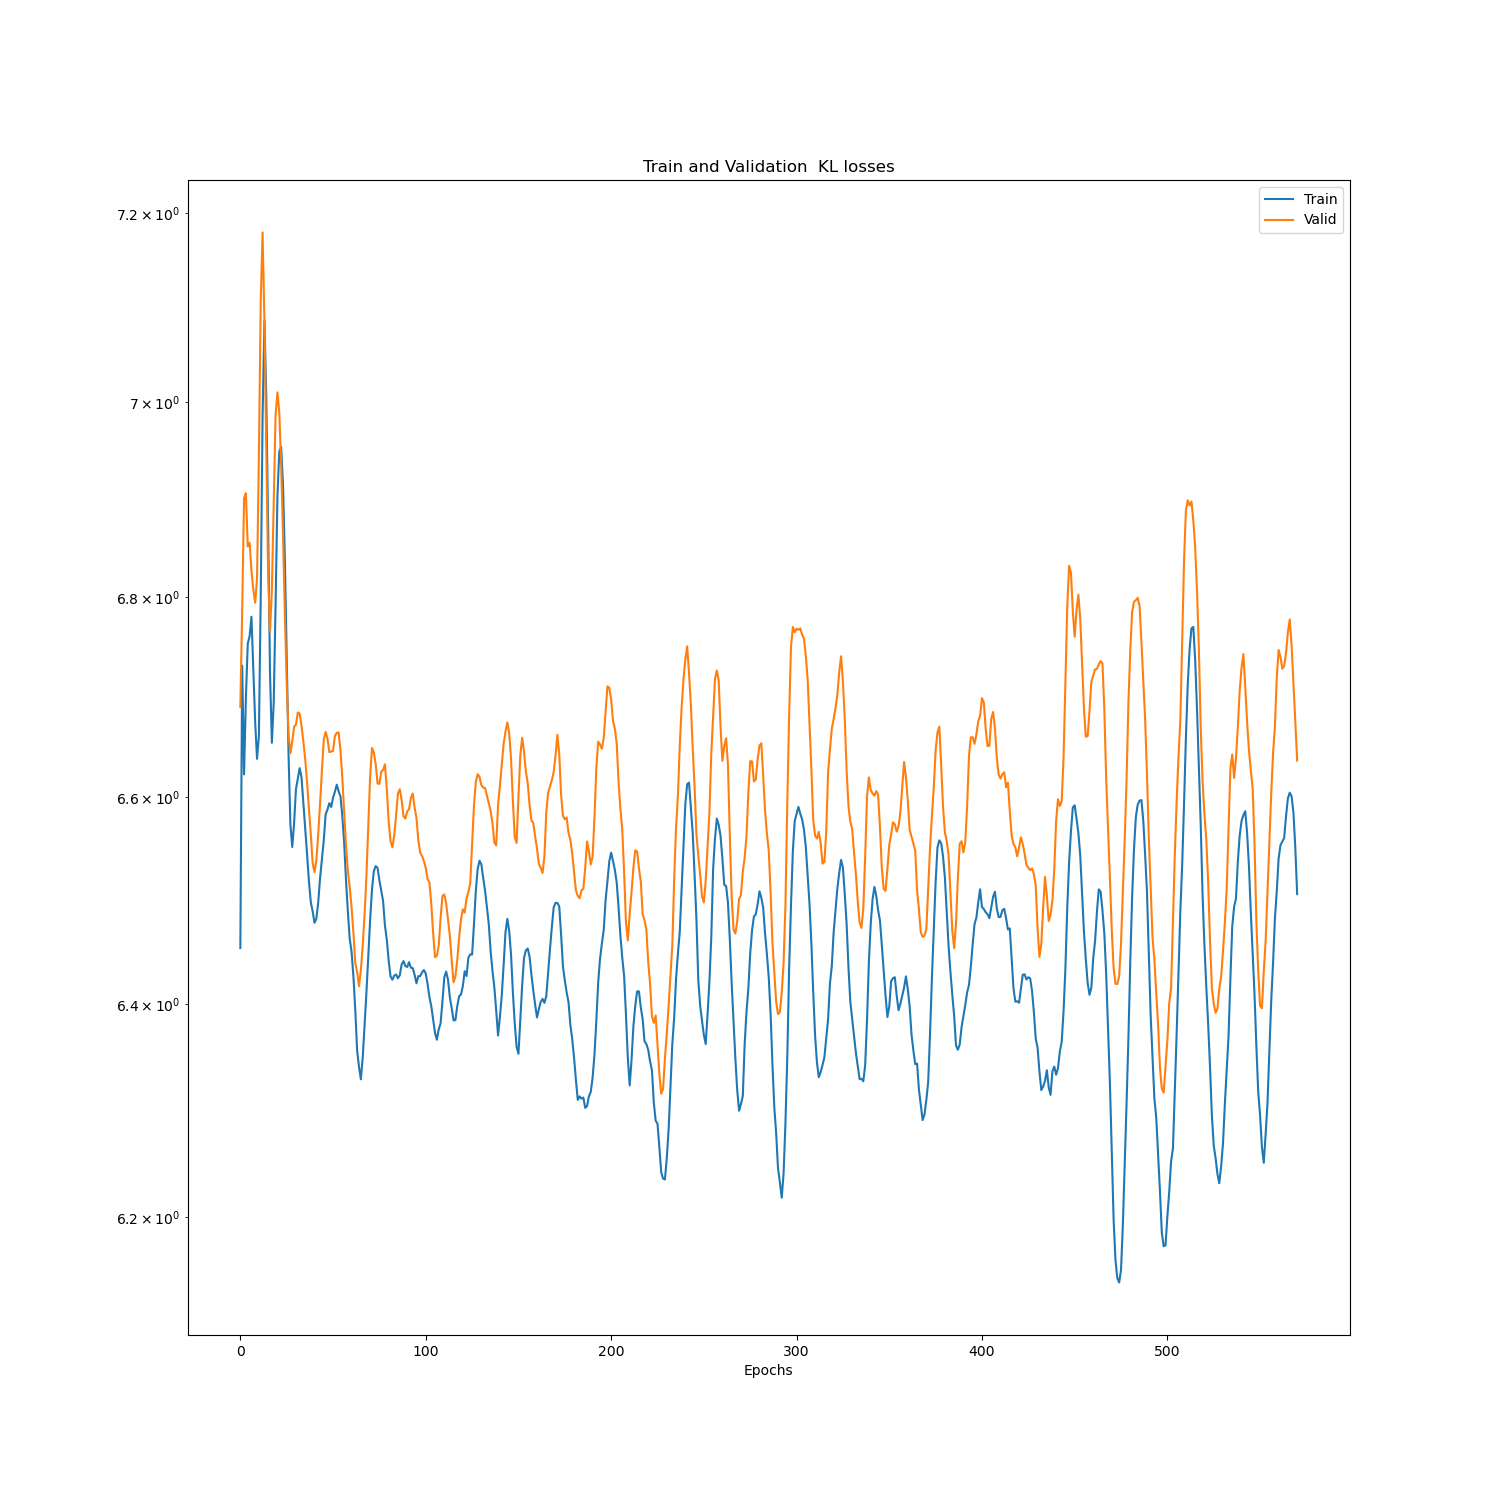 Train and Validation  KL losses
Train
Valid
7.2 × 10⁰
7 × 10⁰
6.8 × 10⁰
6.6 × 10⁰
6.4 × 10⁰
6.2 × 10⁰
0 100 200 300 400 500
Epochs